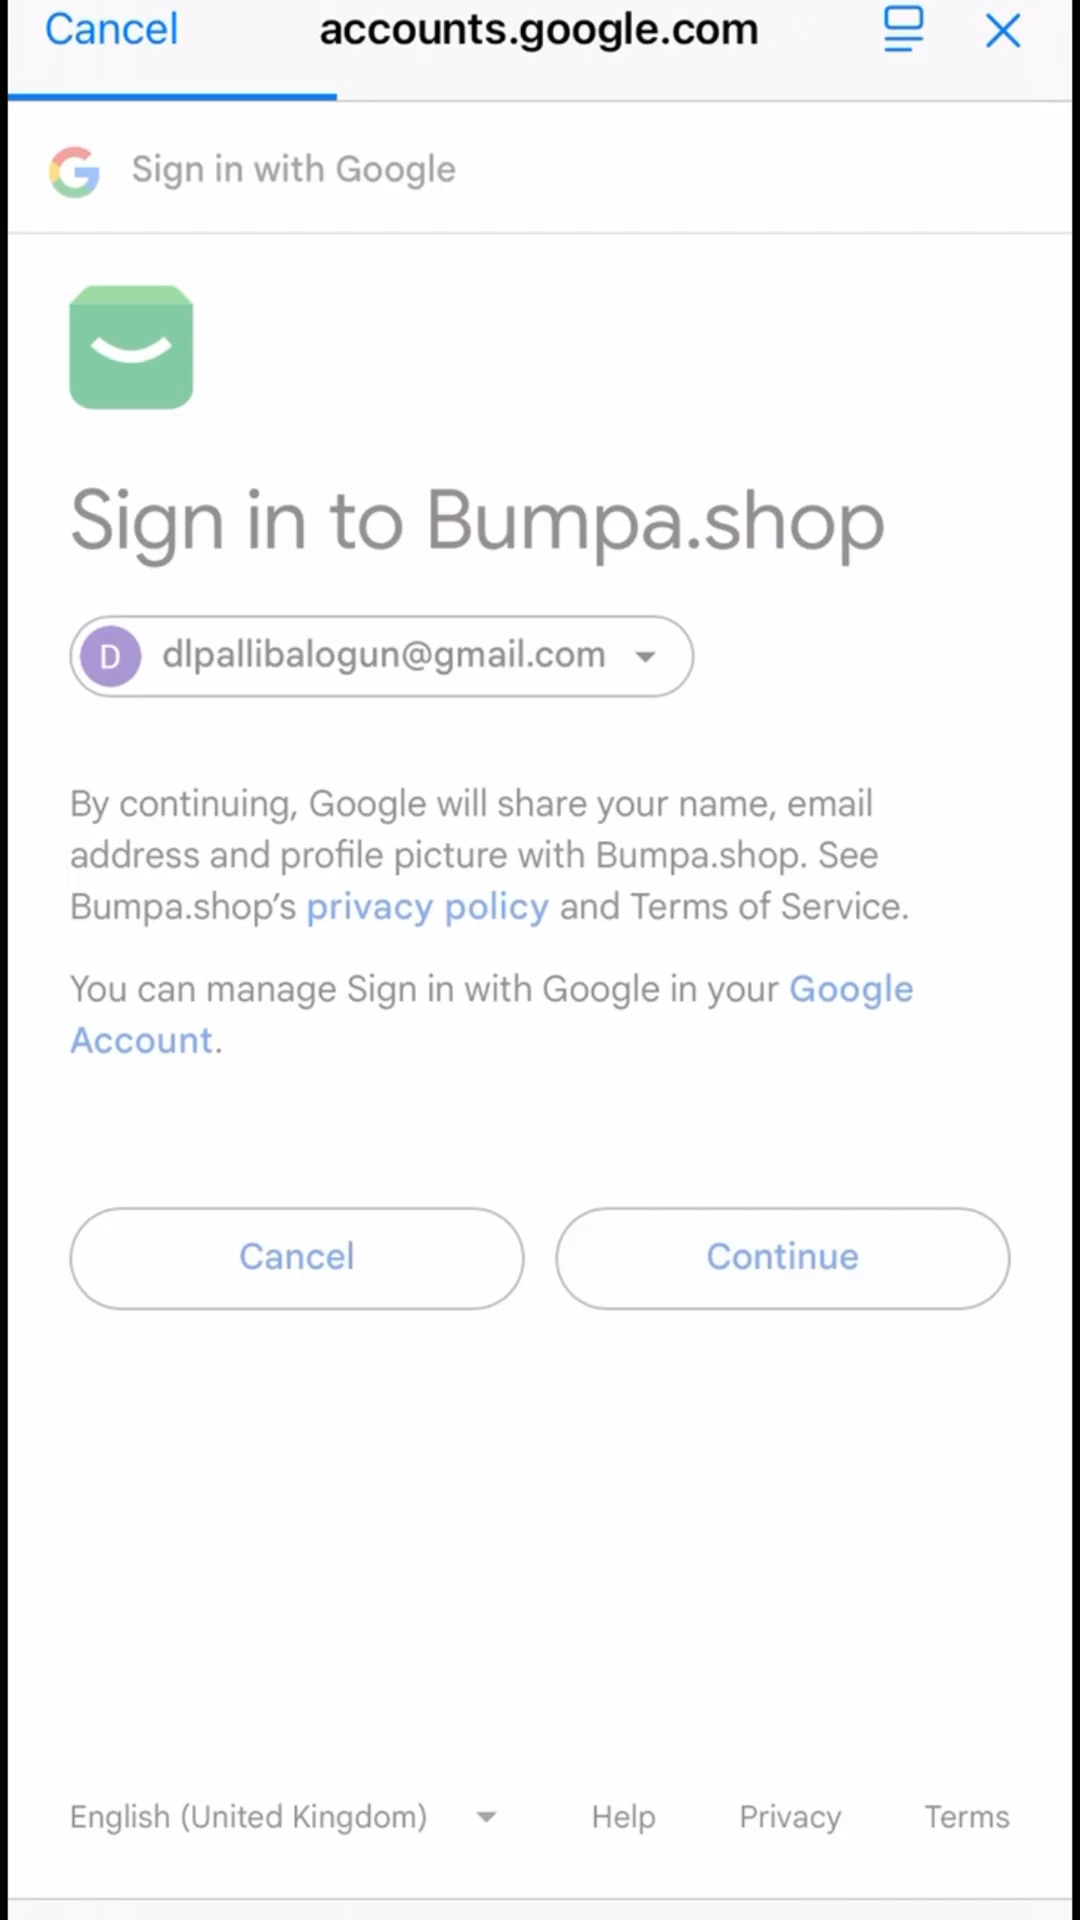 Cancel accounts.google.com
Sign in with Google
Sign in to Bumpa.shop
D dlpallibalogun@gmail.com
By continuing, Google will share your name, email
address and profile picture with Bumpa.shop. See
Bumpa.shop’s privacy policy and Terms of Service.
You can manage Sign in with Google in your Google
Account.
Cancel Continue
English (United Kingdom) Help Privacy Terms